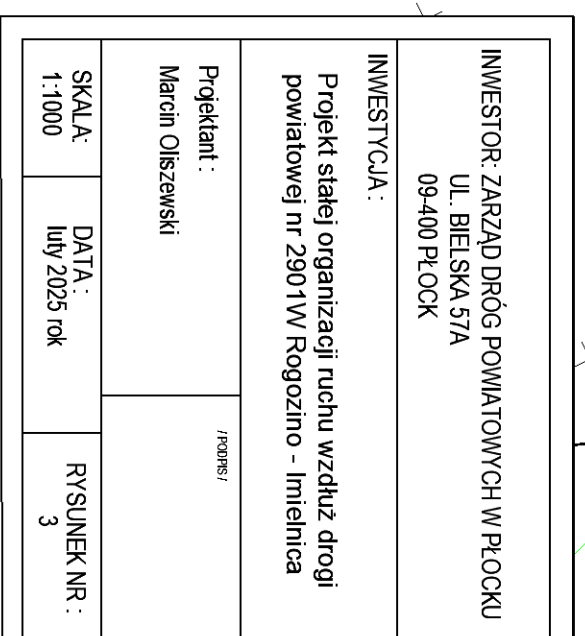 INWESTOR: ZARZĄD DRÓG POWIATOWYCH W PŁOCKU
UL. BIELSKA 57A
09-400 PŁOCK
INWESTYCJA :
Projekt stałej organizacji ruchu wzdłuż drogi
powiatowej nr 2901W Rogozino - Imielnica
Projektant :
Marcin Oliszewski
/ PODPIS /
SKALA:
1:1000
DATA :
luty 2025 rok
RYSUNEK NR :
3